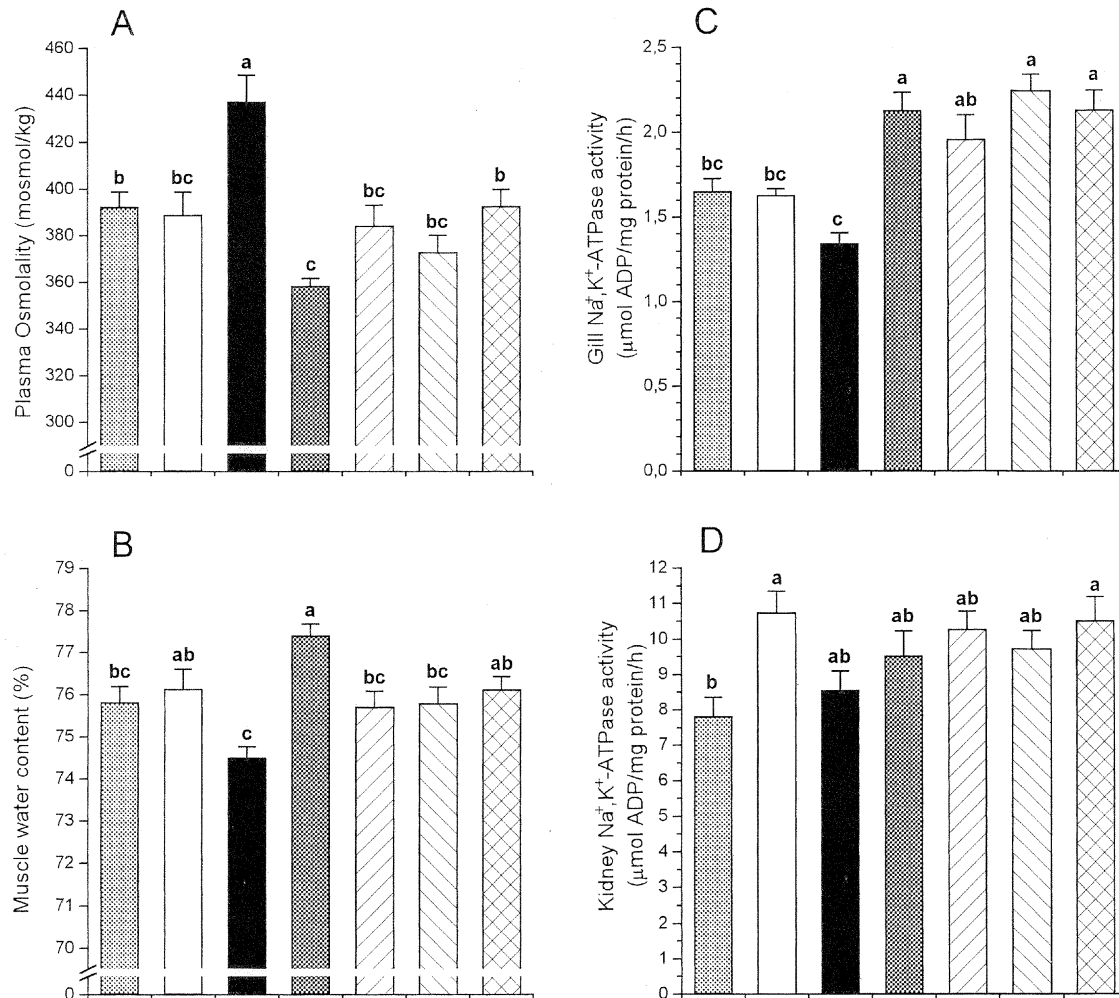 A
460
440
420
400
380
360
340
320
300
0
Plasma Osmolality (mosmol/kg)
b
bc
a
c
bc
bc
b
C
2,5
2,0
1,5
1,0
0,5
0,0
Gill Na⁺,K⁺-ATPase activity
(µmol ADP/mg protein/h)
bc
bc
c
a
ab
a
a
B
79
78
77
76
75
74
73
72
71
70
0
Muscle water content (%)
bc
ab
c
a
bc
bc
ab
D
12
11
10
9
8
7
6
5
4
3
2
1
0
Kidney Na⁺,K⁺-ATPase activity
(µmol ADP/mg protein/h)
b
a
ab
ab
ab
ab
a